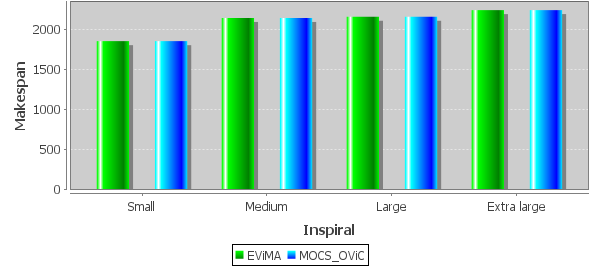 Makespan
2000
1500
1000
500
0
Small Medium Large Extra large
Inspiral
EViMA MOCS_OViC